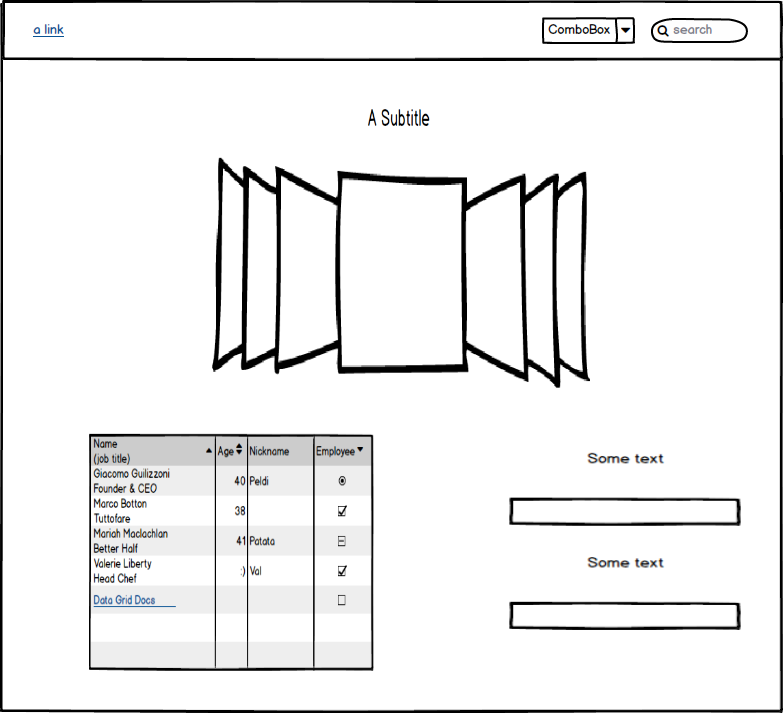 a link
ComboBox
search
A Subtitle
Name
(job title)
Age
Nickname
Employee
Giacomo Guilizzoni
Founder & CEO
40
Peldi
Marco Botton
Tuttofare
38
Mariah Maclachlan
Better Half
41
Patata
Valerie Liberty
Head Chef
:)
Val
Data Grid Docs
Some text
Some text